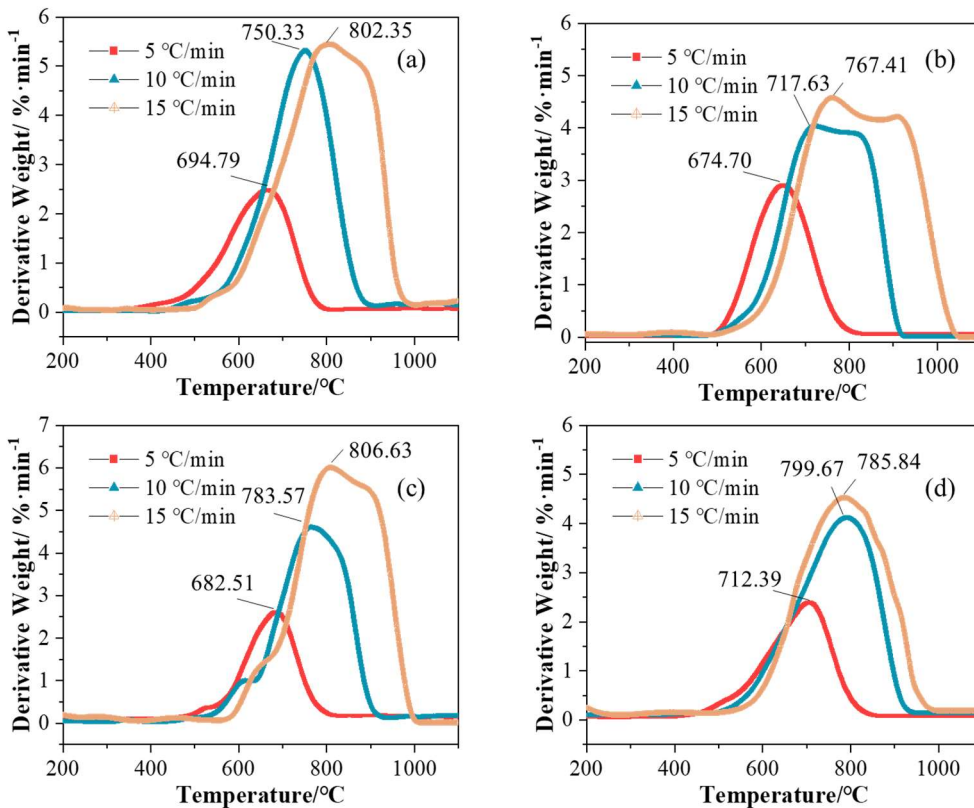 (a)
5 °C/min
10 °C/min
15 °C/min
750.33
802.35
694.79
Derivative Weight/ %·min⁻¹
6
5
4
3
2
1
0
200 400 600 800 1000
Temperature/°C
(b)
5 °C/min
10 °C/min
15 °C/min
717.63
767.41
674.70
Derivative Weight/ %·min⁻¹
6
5
4
3
2
1
0
200 400 600 800 1000
Temperature/°C
(c)
5 °C/min
10 °C/min
15 °C/min
806.63
783.57
682.51
Derivative Weight/ %·min⁻¹
7
6
5
4
3
2
1
0
200 400 600 800 1000
Temperature/°C
(d)
5 °C/min
10 °C/min
15 °C/min
799.67
785.84
712.39
Derivative Weight/ %·min⁻¹
6
5
4
3
2
1
0
200 400 600 800 1000
Temperature/°C